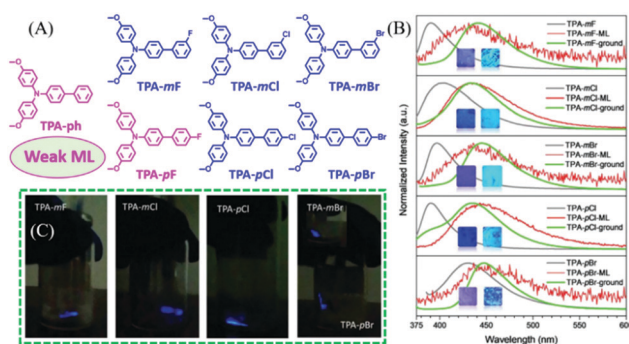 (A)
F
TPA-mF
Cl
TPA-mCl
Br
TPA-mBr
TPA-ph
Weak ML
F
TPA-pF
Cl
TPA-pCl
Br
TPA-pBr
(C)
TPA-mF
TPA-mCl
TPA-pCl
TPA-mBr
TPA-pBr
(B)
Normalized Intensity (a.u.)
TPA-mF
TPA-mF-ML
TPA-mF-ground
TPA-mCl
TPA-mCl-ML
TPA-mCl-ground
TPA-mBr
TPA-mBr-ML
TPA-mBr-ground
TPA-pCl
TPA-pCl-ML
TPA-pCl-ground
TPA-pBr
TPA-pBr-ML
TPA-pBr-ground
375 400 450 500 550 600
Wavelength (nm)